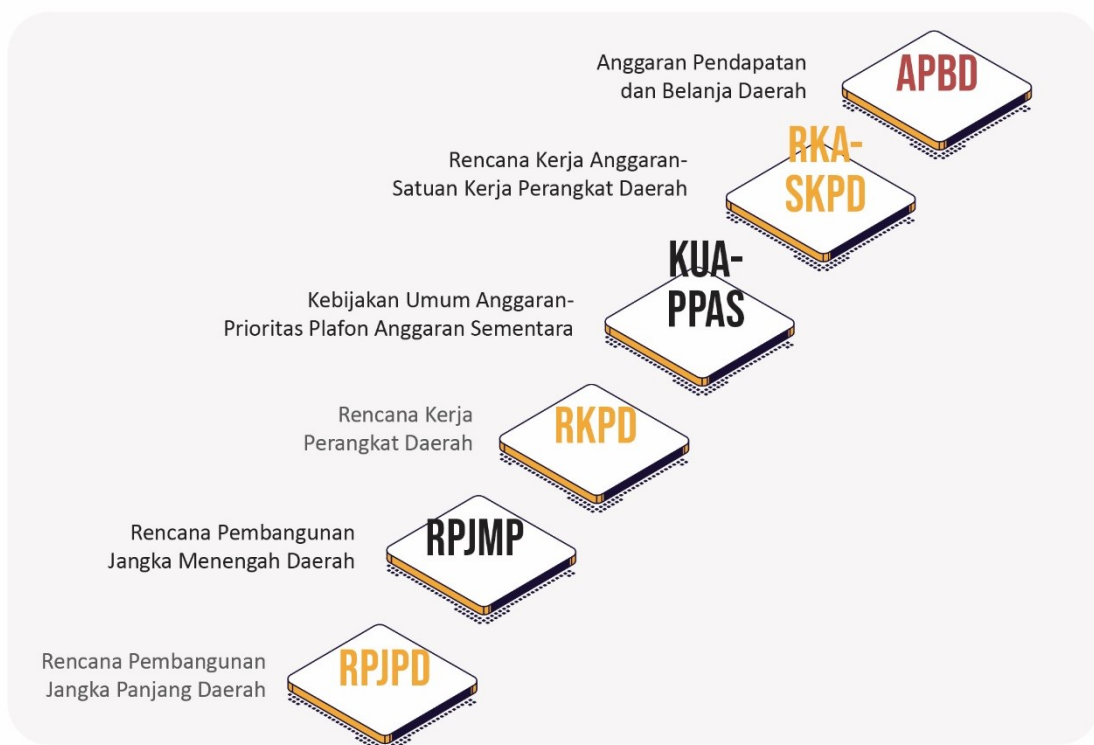 Anggaran Pendapatan
dan Belanja Daerah
APBD
Rencana Kerja Anggaran-
Satuan Kerja Perangkat Daerah
RKA-
SKPD
Kebijakan Umum Anggaran-
Prioritas Plafon Anggaran Sementara
KUA-
PPAS
Rencana Kerja
Perangkat Daerah
RKPD
Rencana Pembangunan
Jangka Menengah Daerah
RPJMP
Rencana Pembangunan
Jangka Panjang Daerah
RPJPD